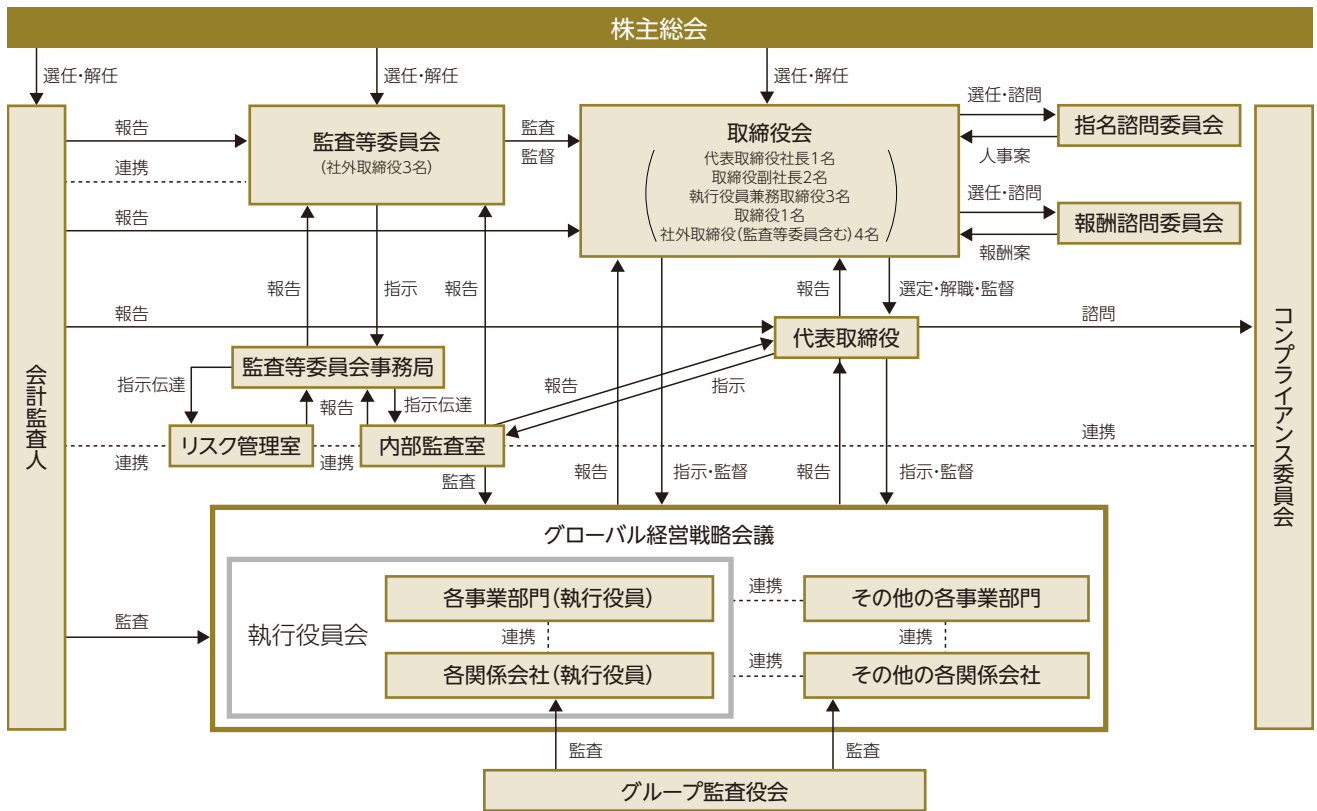 株主総会
選任・解任
選任・解任
選任・解任
監査等委員会
(社外取締役3名)
取締役会
代表取締役社長1名
取締役副社長2名
執行役員兼務取締役3名
取締役1名
社外取締役(監査等委員含む)4名
指名諮問委員会
報酬諮問委員会
選任・諮問
人事案
選任・諮問
報酬案
報告
連携
監査
監督
報告
報告
指示
報告
報告
選定・解職・監督
報告
代表取締役
諮問
会計監査人
コンプライアンス委員会
監査等委員会事務局
指示伝達
報告
指示伝達
報告
指示
リスク管理室
内部監査室
連携
連携
連携
監査
報告
指示・監督
報告
指示・監督
グローバル経営戦略会議
執行役員会
各事業部門(執行役員)
連携
その他の各事業部門
連携
連携
各関係会社(執行役員)
連携
その他の各関係会社
監査
監査
監査
グループ監査役会